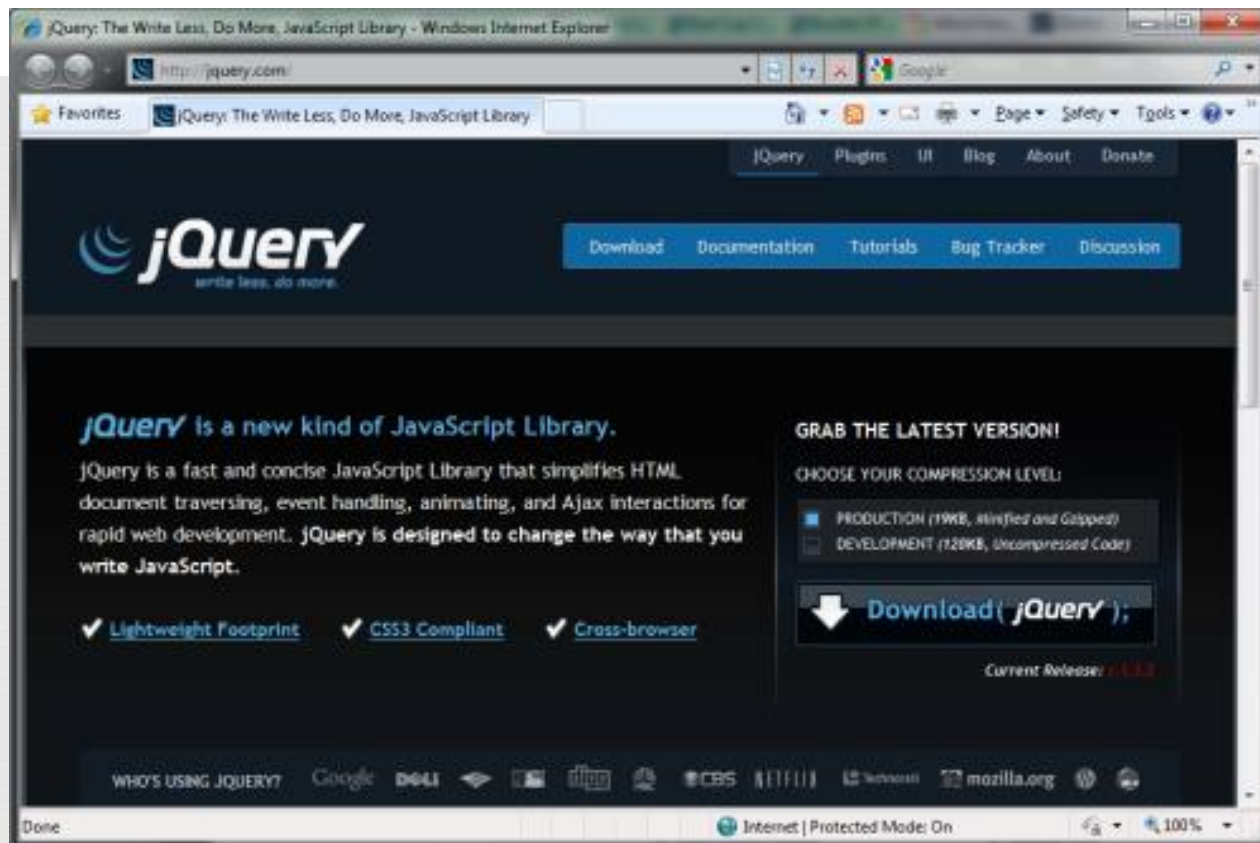 jQuery: The Write Less, Do More, JavaScript Library - Windows Internet Explorer
http://jquery.com/
Google
Favorites
jQuery: The Write Less, Do More, JavaScript Library
Page
Safety
Tools
jQuery Plugins UI Blog About Donate
jQuery
write less, do more.
Download Documentation Tutorials Bug Tracker Discussion
jQuery is a new kind of JavaScript Library.
jQuery is a fast and concise JavaScript Library that simplifies HTML
document traversing, event handling, animating, and Ajax interactions for
rapid web development. jQuery is designed to change the way that you
write JavaScript.
Lightweight Footprint CSS3 Compliant Cross-browser
GRAB THE LATEST VERSION!
CHOOSE YOUR COMPRESSION LEVEL:
PRODUCTION (19KB, Minified and Gzipped)
DEVELOPMENT (120KB, Uncompressed Code)
Download( jQuery );
Current Release:
WHO'S USING JQUERY? Google DELL CBS NETFLIX Technorati mozilla.org
Done
Internet | Protected Mode: On
100%